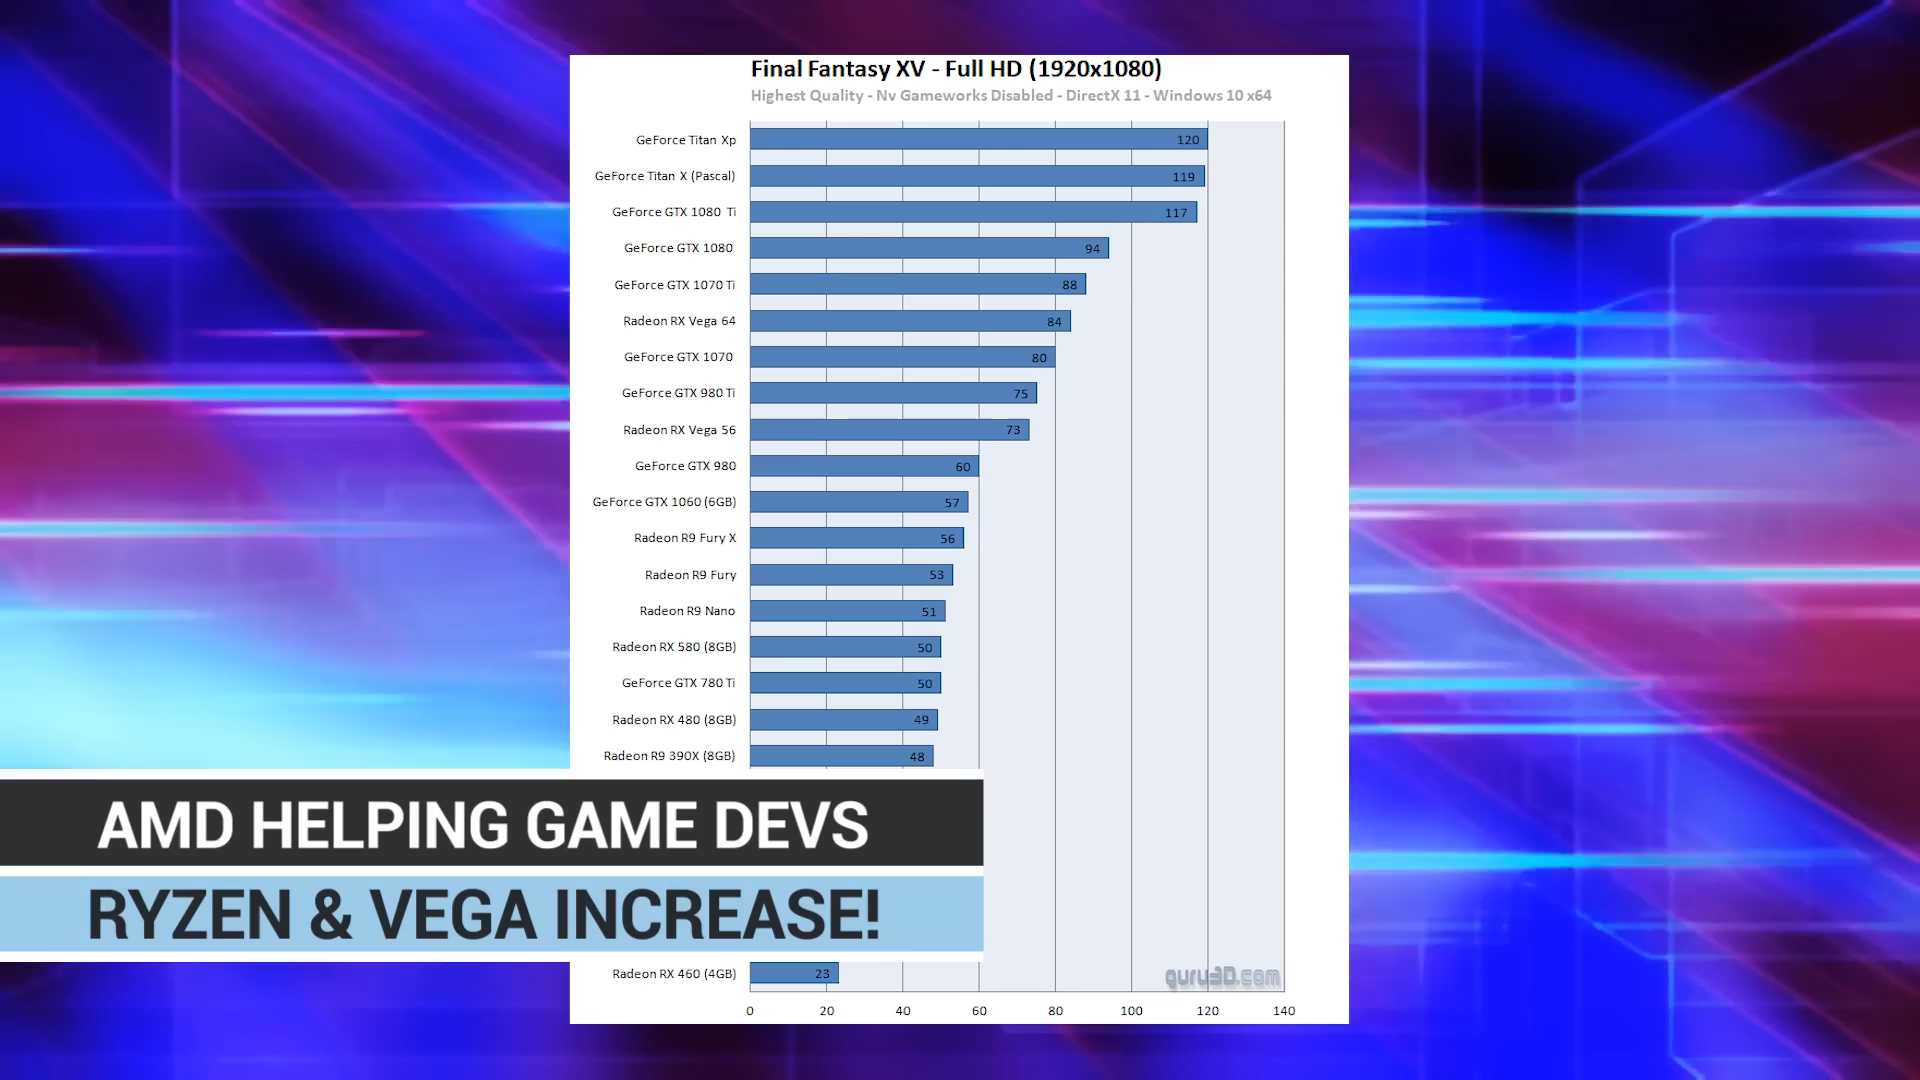 Final Fantasy XV - Full HD (1920x1080)
Highest Quality - Nv Gameworks Disabled - DirectX 11 - Windows 10 x64
GeForce Titan Xp 120
GeForce Titan X (Pascal) 119
GeForce GTX 1080 Ti 117
GeForce GTX 1080 94
GeForce GTX 1070 Ti 88
Radeon RX Vega 64 84
GeForce GTX 1070 80
GeForce GTX 980 Ti 75
Radeon RX Vega 56 73
GeForce GTX 980 60
GeForce GTX 1060 (6GB) 57
Radeon R9 Fury X 56
Radeon R9 Fury 53
Radeon R9 Nano 51
Radeon RX 580 (8GB) 50
GeForce GTX 780 Ti 50
Radeon RX 480 (8GB) 49
Radeon R9 390X (8GB) 48
AMD HELPING GAME DEVS
RYZEN & VEGA INCREASE!
Radeon RX 460 (4GB) 23
guru3D.com
0 20 40 60 80 100 120 140